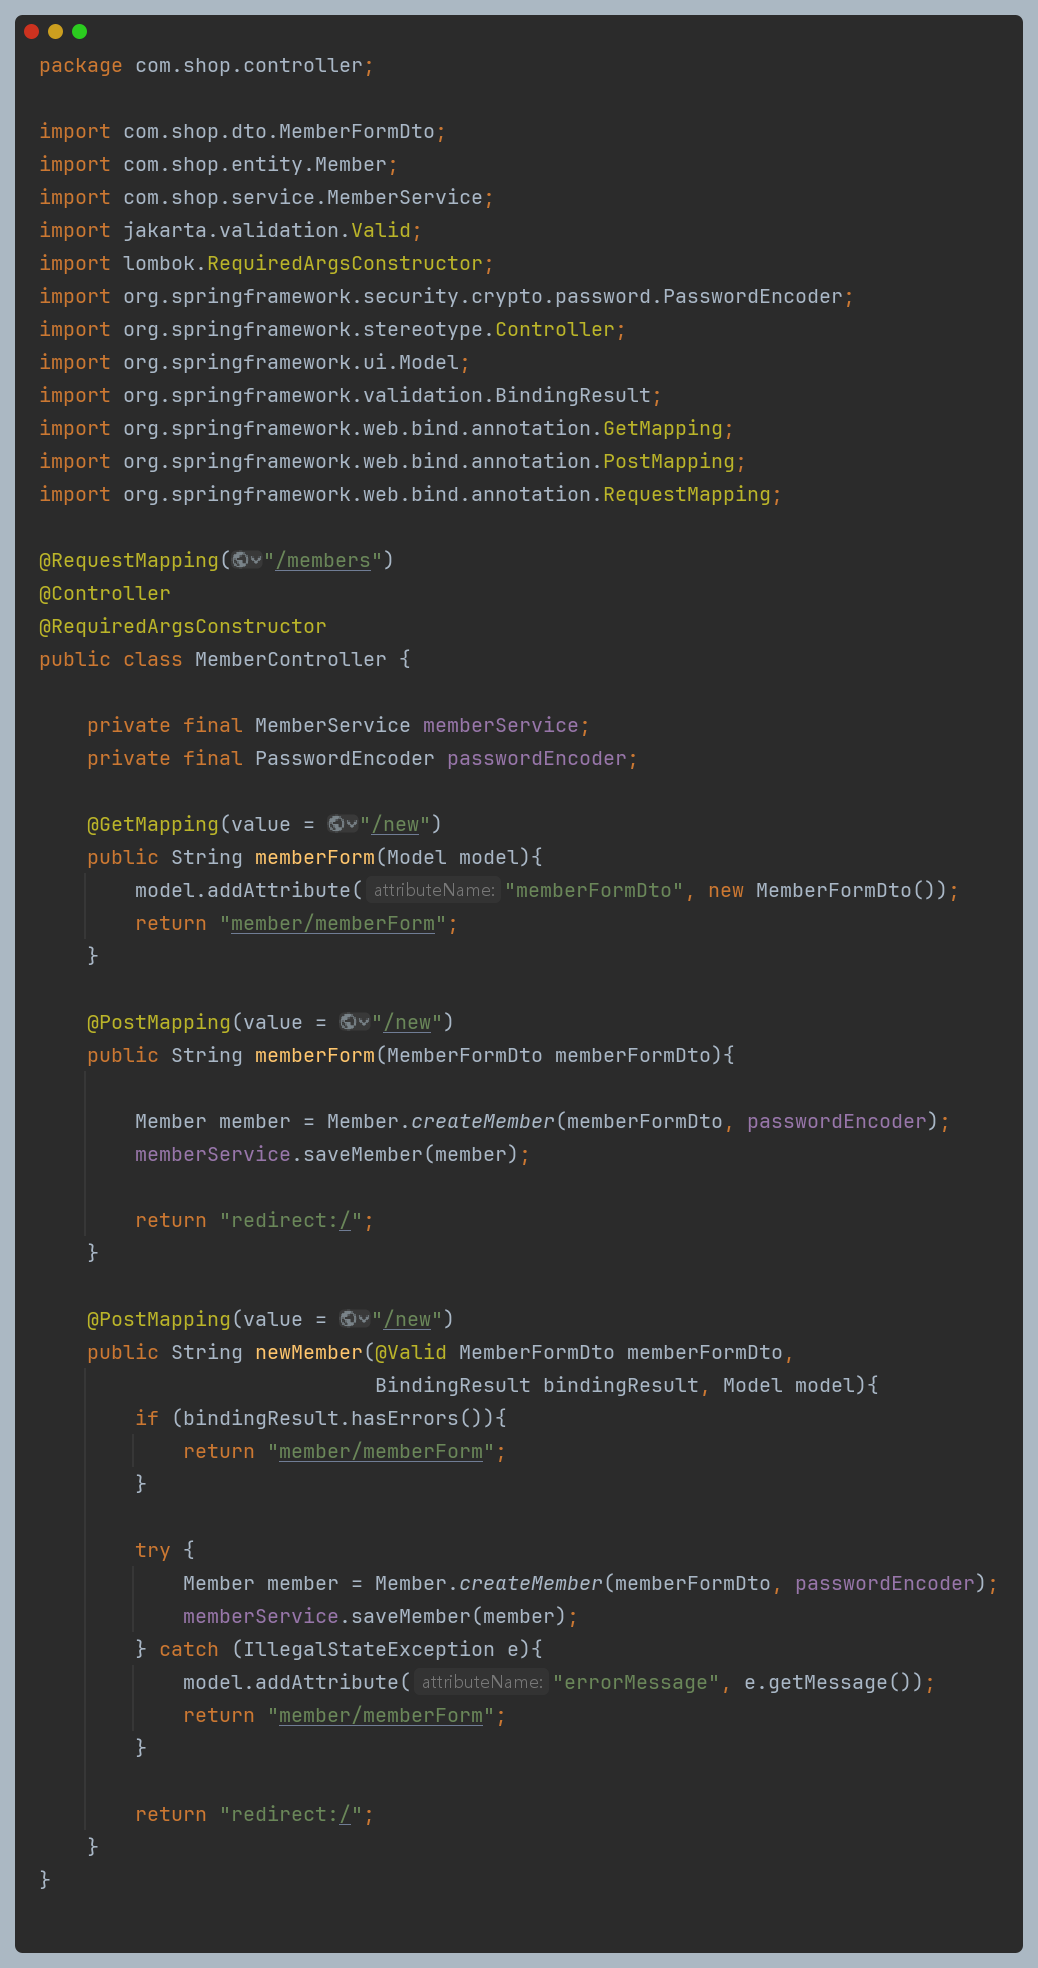 package com.shop.controller;
import com.shop.dto.MemberFormDto;
import com.shop.entity.Member;
import com.shop.service.MemberService;
import jakarta.validation.Valid;
import lombok.RequiredArgsConstructor;
import org.springframework.security.crypto.password.PasswordEncoder;
import org.springframework.stereotype.Controller;
import org.springframework.ui.Model;
import org.springframework.validation.BindingResult;
import org.springframework.web.bind.annotation.GetMapping;
import org.springframework.web.bind.annotation.PostMapping;
import org.springframework.web.bind.annotation.RequestMapping;
@RequestMapping("/members")
@Controller
@RequiredArgsConstructor
public class MemberController {
private final MemberService memberService;
private final PasswordEncoder passwordEncoder;
@GetMapping(value = "/new")
public String memberForm(Model model){
model.addAttribute( attributeName: "memberFormDto", new MemberFormDto());
return "member/memberForm";
}
@PostMapping(value = "/new")
public String memberForm(MemberFormDto memberFormDto){
Member member = Member.createMember(memberFormDto, passwordEncoder);
memberService.saveMember(member);
return "redirect:/";
}
@PostMapping(value = "/new")
public String newMember(@Valid MemberFormDto memberFormDto,
BindingResult bindingResult, Model model){
if (bindingResult.hasErrors()){
return "member/memberForm";
}
try {
Member member = Member.createMember(memberFormDto, passwordEncoder);
memberService.saveMember(member);
} catch (IllegalStateException e){
model.addAttribute( attributeName: "errorMessage", e.getMessage());
return "member/memberForm";
}
return "redirect:/";
}
}